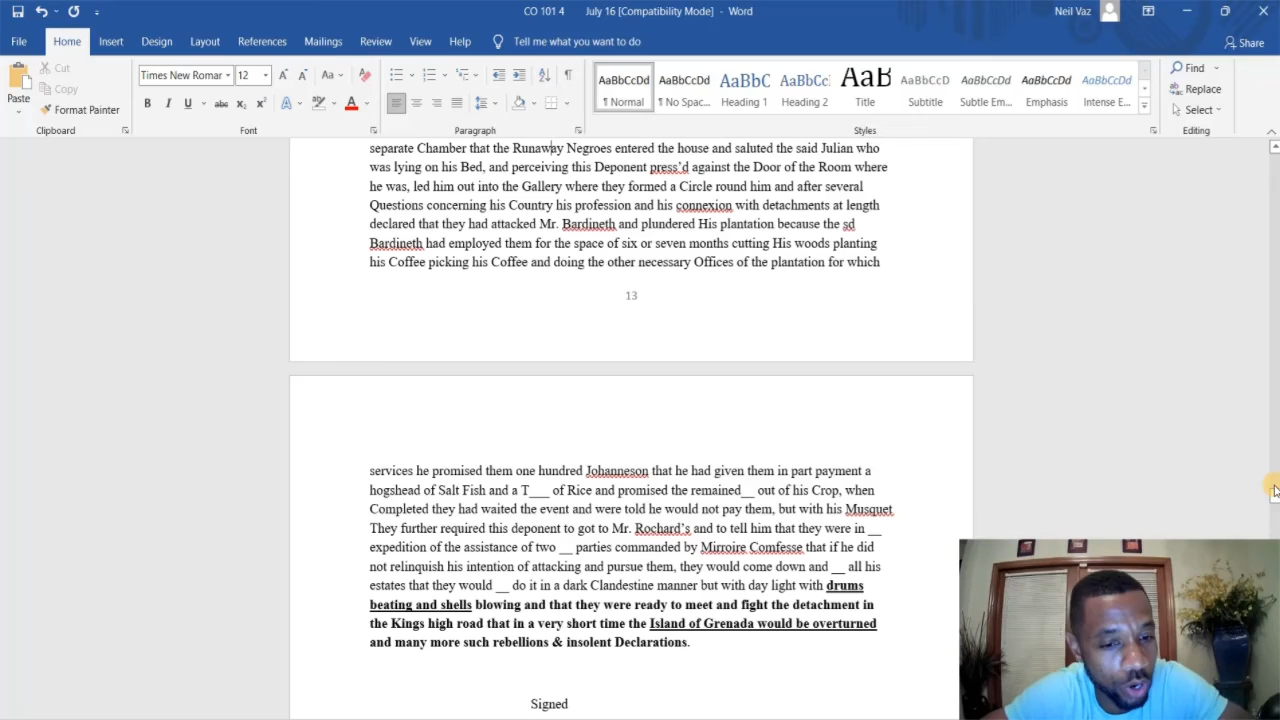 CO 101 4 July 16 [Compatibility Mode] - Word
Neil Vaz
File Home Insert Design Layout References Mailings Review View Help Tell me what you want to do
Share
Paste
Cut
Copy
Format Painter
Clipboard
Times New Romar 12
Font
Paragraph
AaBbCcDd AaBbCcDd AaBbC AaBbCc AaB AaBbCcD AaBbCcDd AaBbCcDd AaBbCcDd
¶ Normal ¶ No Spac... Heading 1 Heading 2 Title Subtitle Subtle Em... Emphasis Intense E...
Styles
Find
Replace
Select
Editing
separate Chamber that the Runaway Negroes entered the house and saluted the said Julian who
was lying on his Bed, and perceiving this Deponent press’d against the Door of the Room where
he was, led him out into the Gallery where they formed a Circle round him and after several
Questions concerning his Country his profession and his connexion with detachments at length
declared that they had attacked Mr. Bardineth and plundered His plantation because the sd
Bardineth had employed them for the space of six or seven months cutting His woods planting
his Coffee picking his Coffee and doing the other necessary Offices of the plantation for which
13
services he promised them one hundred Johanneson that he had given them in part payment a
hogshead of Salt Fish and a T___ of Rice and promised the remained__ out of his Crop, when
Completed they had waited the event and were told he would not pay them, but with his Musquet
They further required this deponent to got to Mr. Rochard’s and to tell him that they were in __
expedition of the assistance of two __ parties commanded by Mirroire Comfesse that if he did
not relinquish his intention of attacking and pursue them, they would come down and __ all his
estates that they would __ do it in a dark Clandestine manner but with day light with drums
beating and shells blowing and that they were ready to meet and fight the detachment in
the Kings high road that in a very short time the Island of Grenada would be overturned
and many more such rebellions & insolent Declarations.
Signed